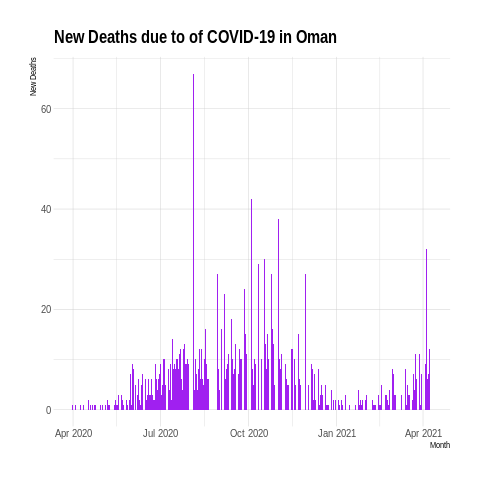 New Deaths due to of COVID-19 in Oman
New Deaths
60
40
20
0
Apr 2020 Jul 2020 Oct 2020 Jan 2021 Apr 2021
Month